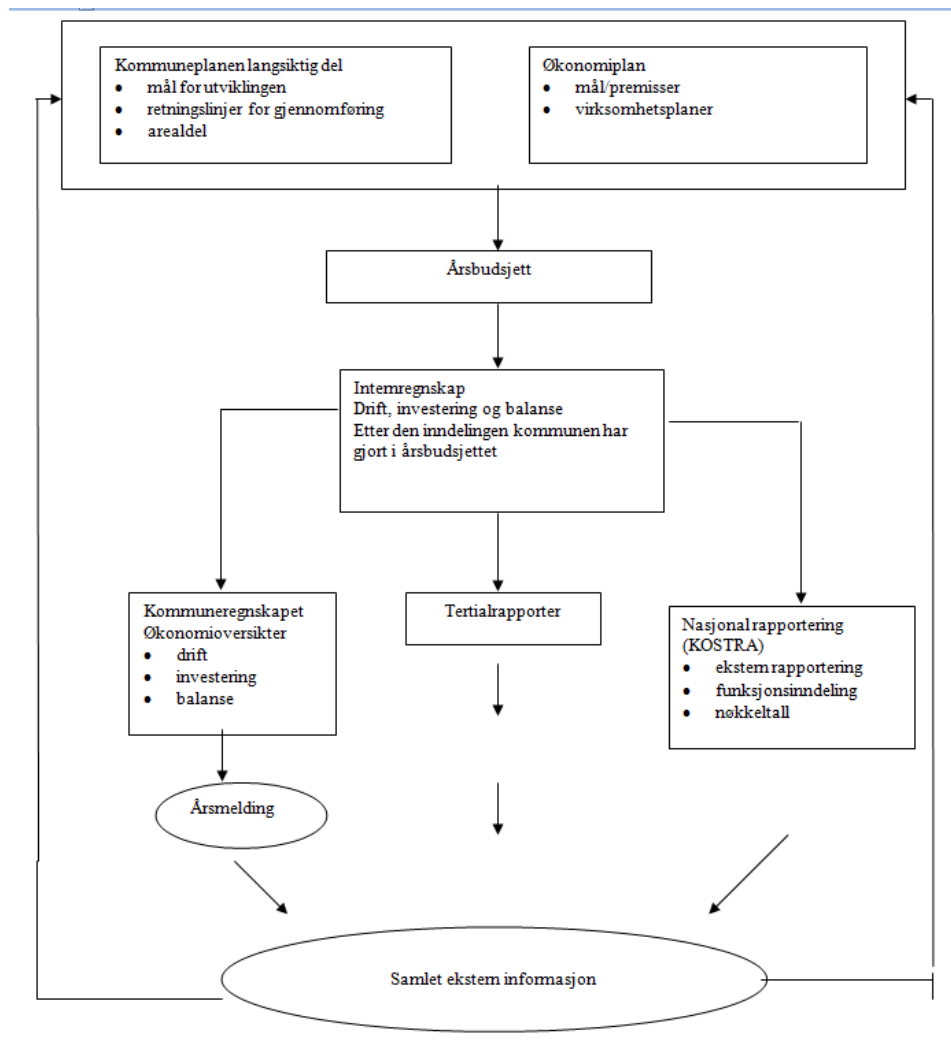 Kommuneplanen langsiktig del
• mål for utviklingen
• retningslinjer for gjennomføring
• arealdel
Økonomiplan
• mål/premisser
• virksomhetsplaner
Årsbudsjett
Internregnskap
Drift, investering og balanse
Etter den inndelingen kommunen har
gjort i årsbudsjettet
Kommuneregnskapet
Økonomioversikter
• drift
• investering
• balanse
Tertialrapporter
Nasjonal rapportering
(KOSTRA)
• ekstern rapportering
• funksjonsinndeling
• nøkkeltall
Årsmelding
Samlet ekstern informasjon